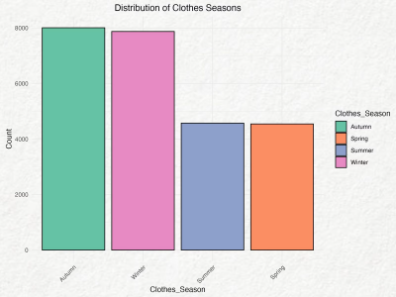 Distribution of Clothes Seasons
8000
6000
4000
2000
0
Count
Autumn
Winter
Summer
Spring
Clothes_Season
Clothes_Season
Autumn
Spring
Summer
Winter